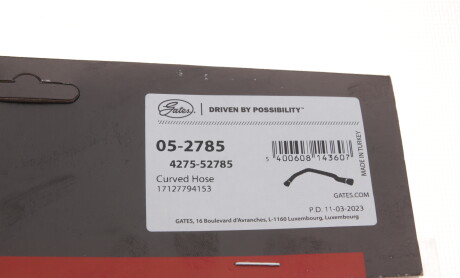 Gates
DRIVEN BY POSSIBILITY™
05-2785
4275-52785
Curved Hose
17127794153
5 400608 143607
MADE IN TURKEY
GATES.COM
P.D. 11-03-2023
GATES, 16 Boulevard d'Avranches, L-1160 Luxembourg, Luxembourg